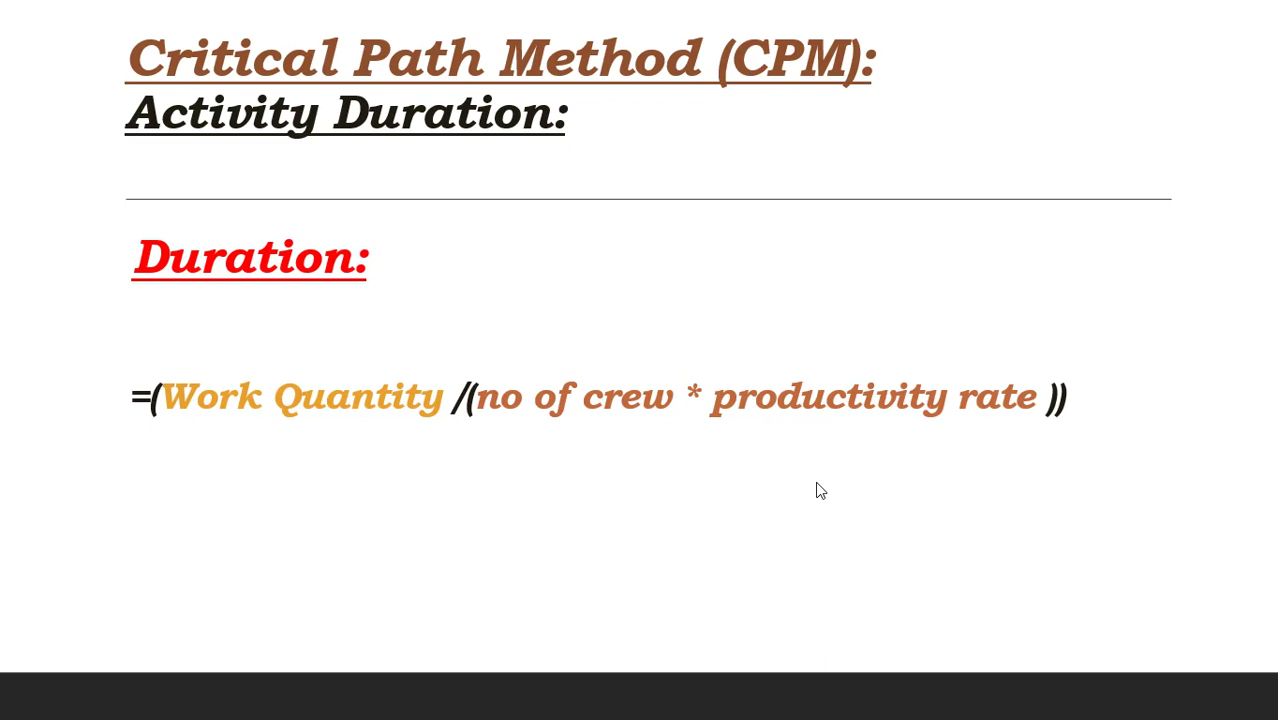 Critical Path Method (CPM):
Activity Duration:
Duration:
=(Work Quantity /(no of crew * productivity rate ))